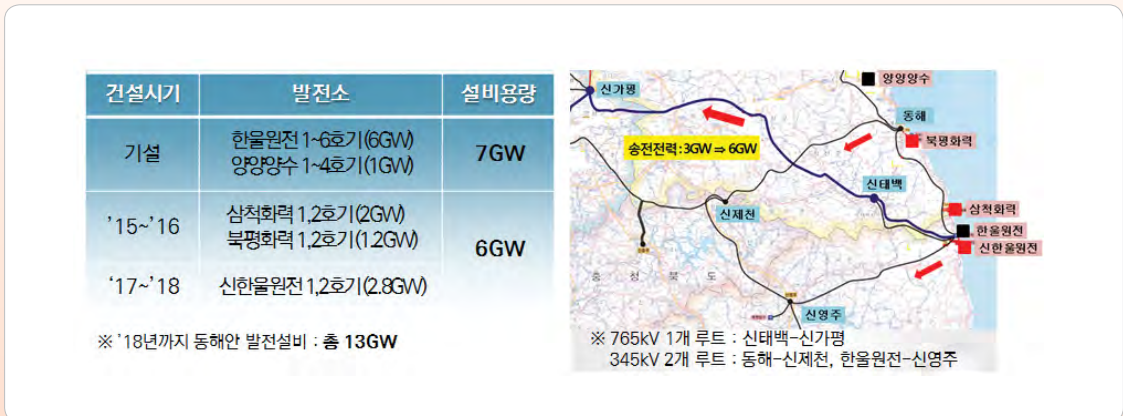 건설시기 발전소 설비용량
기설 한울원전 1~6호기(6GW) 7GW
양양양수 1~4호기(1GW)
'15~'16 삼척화력 1,2호기(2GW) 6GW
북평화력 1,2호기(1.2GW)
'17~'18 신한울원전 1,2호기(2.8GW)
※ '18년까지 동해안 발전설비 : 총 13GW
양양양수
신가평
동해
북평화력
송전전력 : 3GW ⇒ 6GW
신태백
신제천
삼척화력
한울원전
신한울원전
충 청 북 도
신영주
※ 765kV 1개 루트 : 신태백-신가평
345kV 2개 루트 : 동해-신제천, 한울원전-신영주